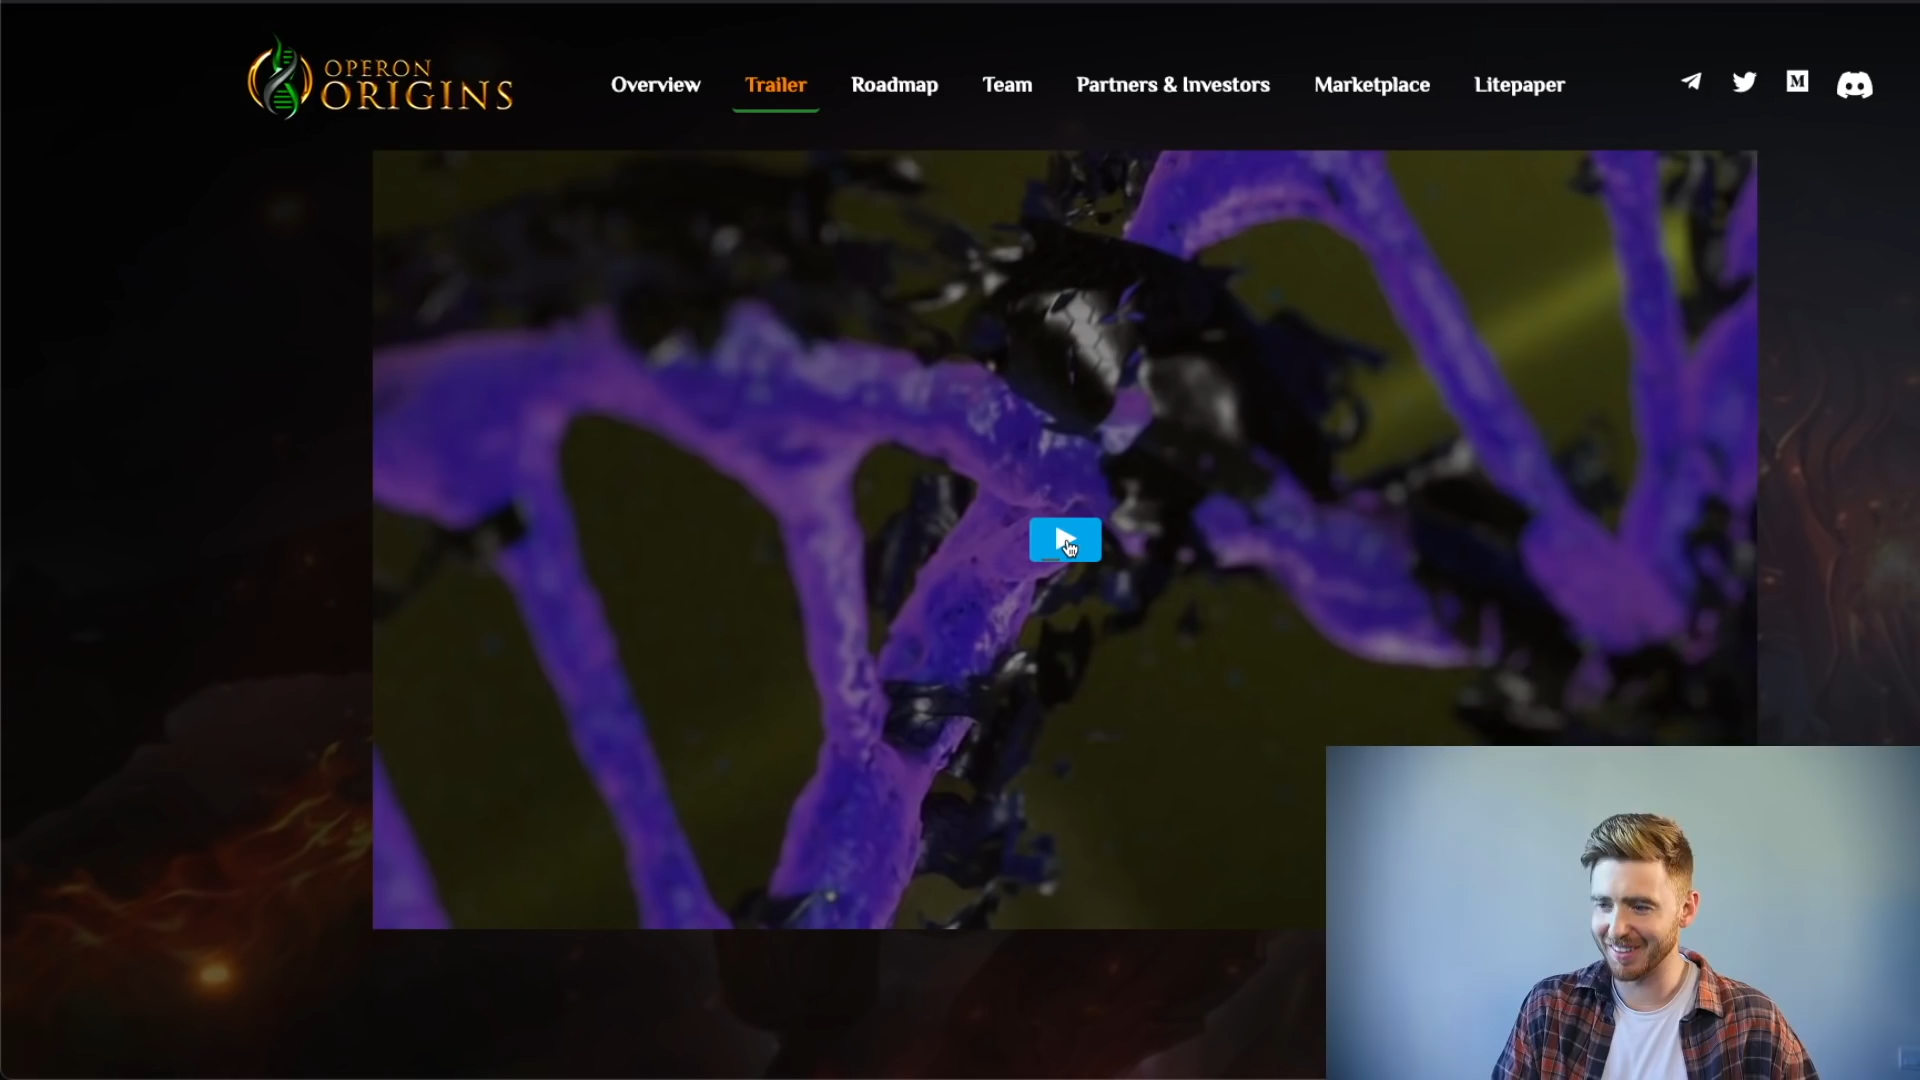 OPERON
ORIGINS
Overview
Trailer
Roadmap
Team
Partners & Investors
Marketplace
Litepaper
M